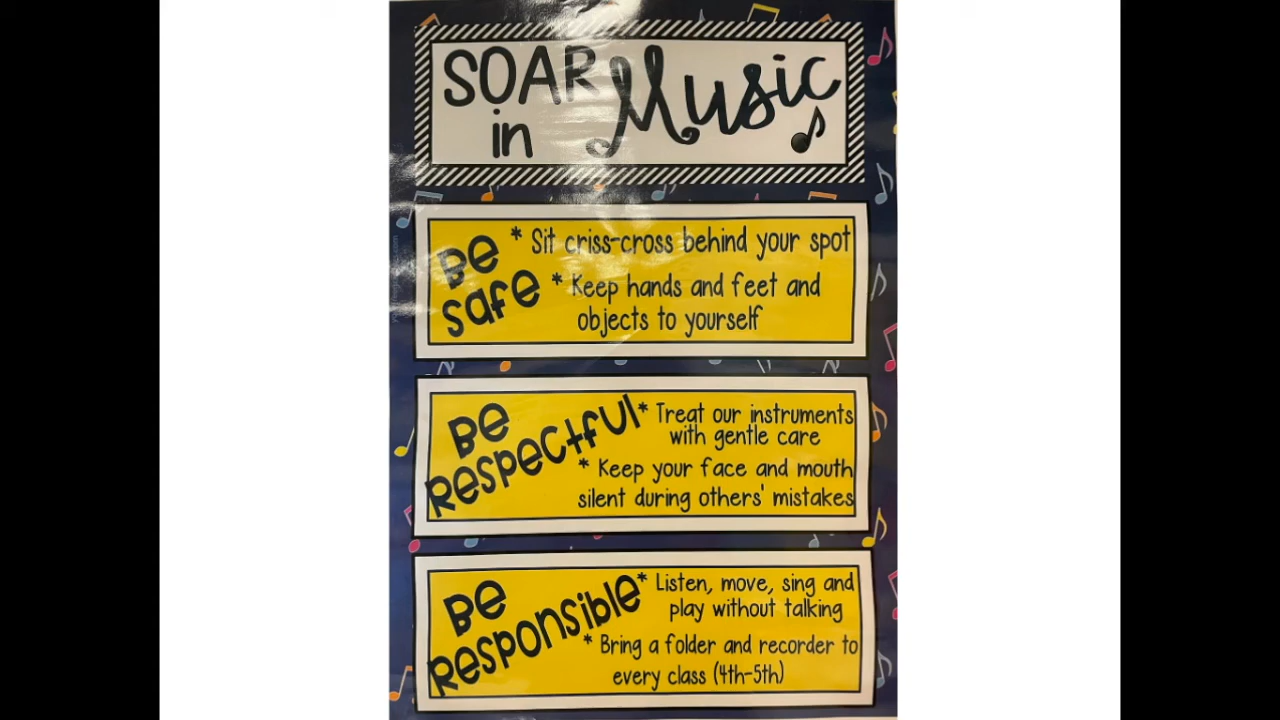 SOAR in Music
Be Safe
* Sit criss-cross behind your spot
* Keep hands and feet and
objects to yourself
Be Respectful
* Treat our instruments
with gentle care
* Keep your face and mouth
silent during others' mistakes
Be Responsible
* Listen, move, sing and
play without talking
* Bring a folder and recorder to
every class (4th-5th)